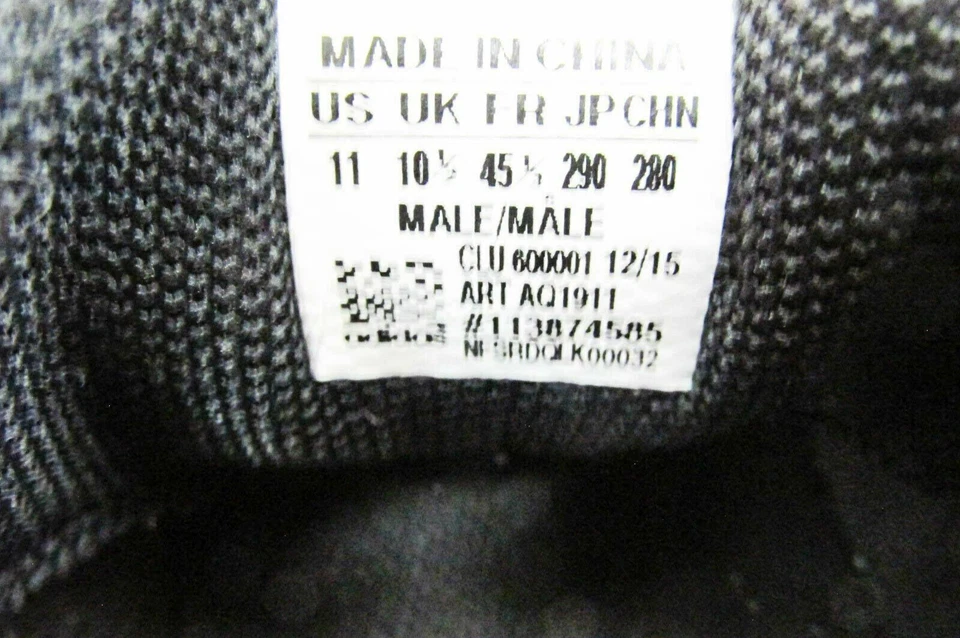 MADE IN CHINA
US UK FR JP CHN
11 10½ 45⅓ 290 280
MALE/MÂLE
CLU 600001 12/15
ART AQ1911
#113874585